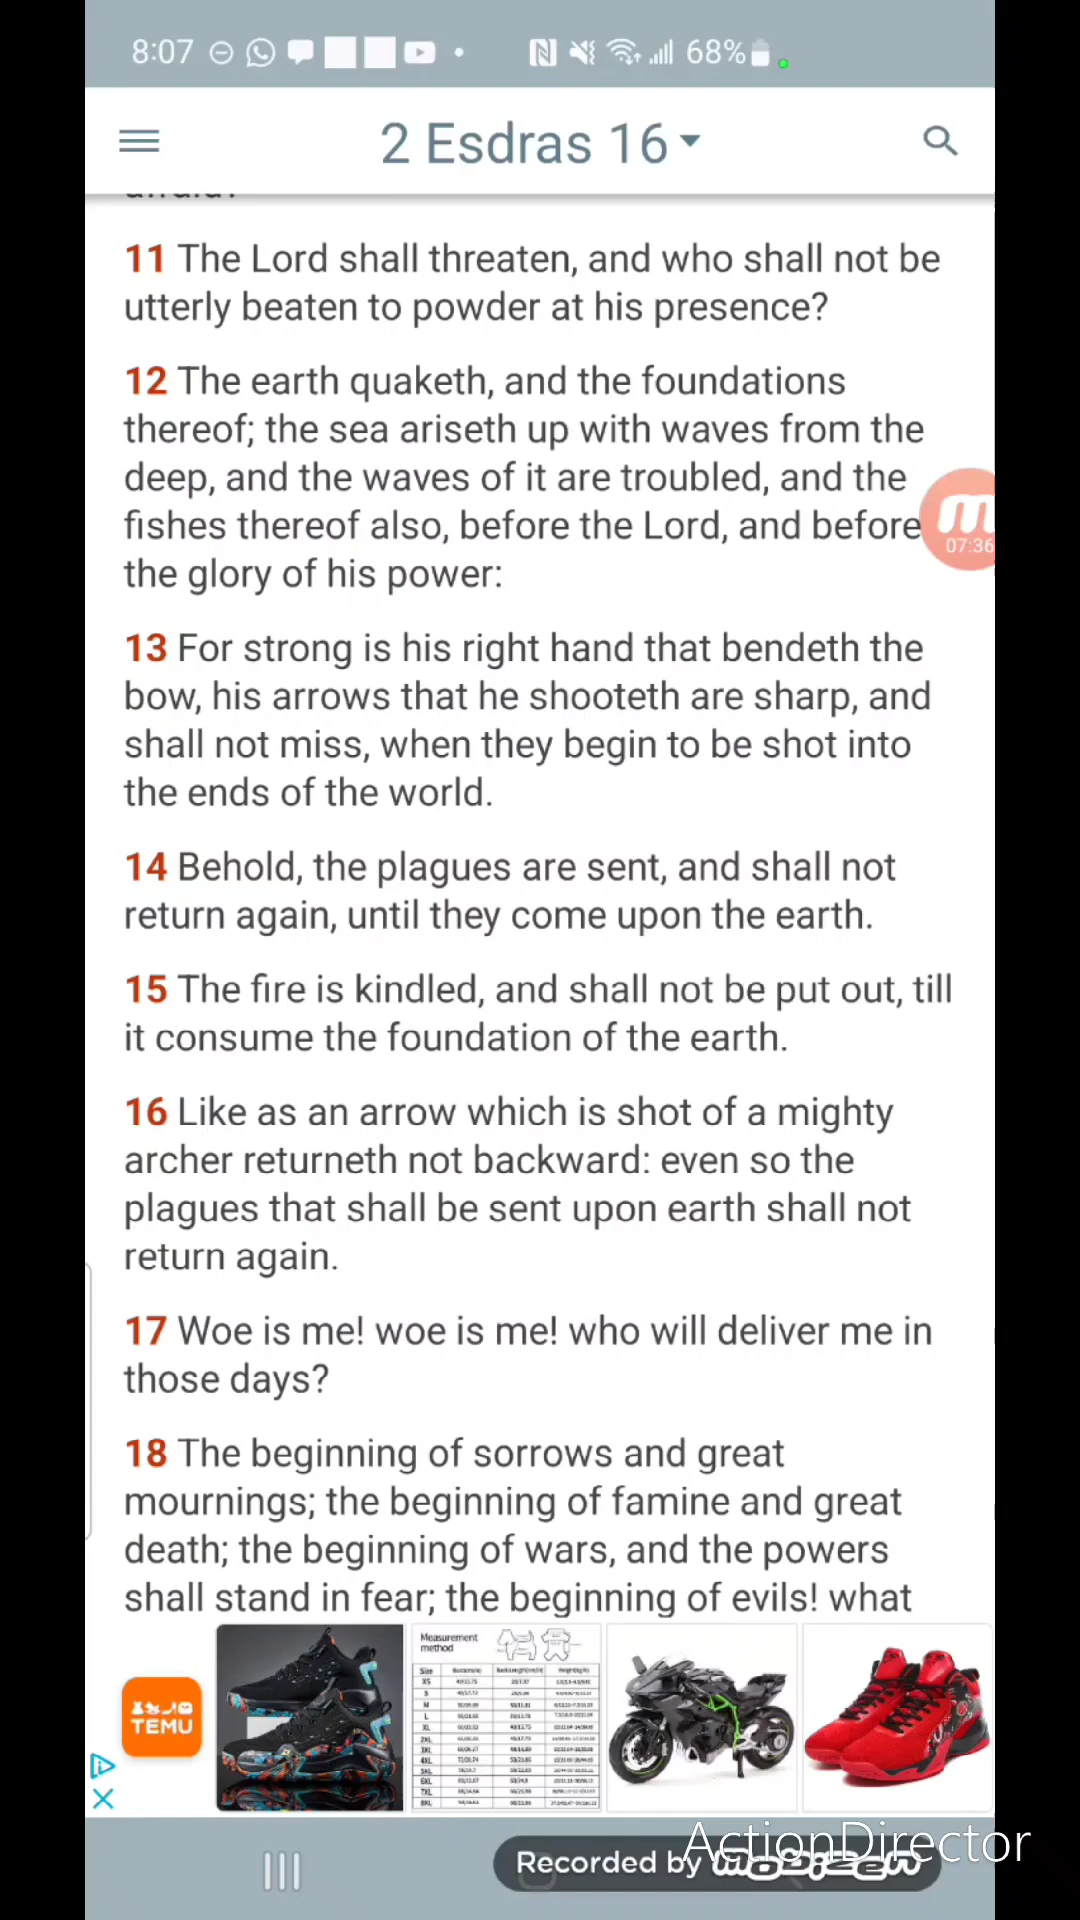 8:07
68%
2 Esdras 16
11 The Lord shall threaten, and who shall not be
utterly beaten to powder at his presence?
12 The earth quaketh, and the foundations
thereof; the sea ariseth up with waves from the
deep, and the waves of it are troubled, and the
fishes thereof also, before the Lord, and before
the glory of his power:
07:36
13 For strong is his right hand that bendeth the
bow, his arrows that he shooteth are sharp, and
shall not miss, when they begin to be shot into
the ends of the world.
14 Behold, the plagues are sent, and shall not
return again, until they come upon the earth.
15 The fire is kindled, and shall not be put out, till
it consume the foundation of the earth.
16 Like as an arrow which is shot of a mighty
archer returneth not backward: even so the
plagues that shall be sent upon earth shall not
return again.
17 Woe is me! woe is me! who will deliver me in
those days?
18 The beginning of sorrows and great
mournings; the beginning of famine and great
death; the beginning of wars, and the powers
shall stand in fear; the beginning of evils! what
TEMU
Measurement
method
Size
XS
S
M
L
XL
2XL
3XL
4XL
5XL
6XL
7XL
8XL
ActionDirector
Recorded by mobizen